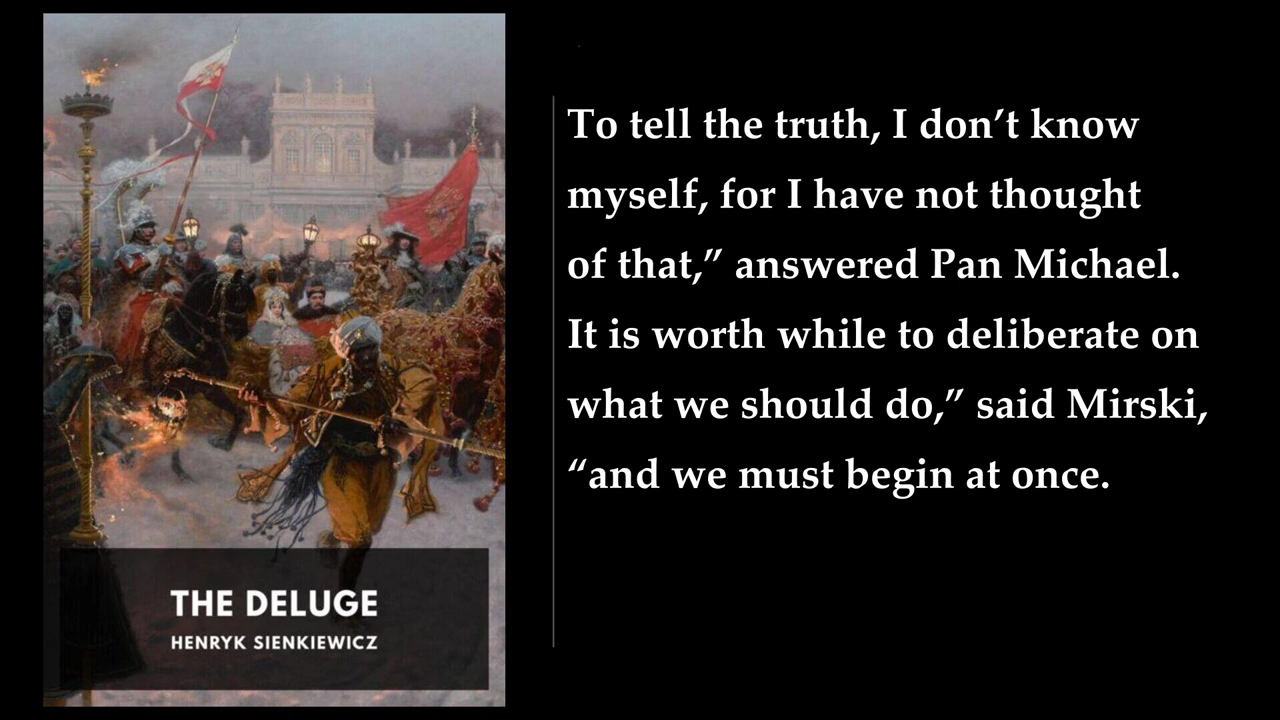 To tell the truth, I don’t know
myself, for I have not thought
of that,” answered Pan Michael.
It is worth while to deliberate on
what we should do,” said Mirski,
“and we must begin at once.
THE DELUGE
HENRYK SIENKIEWICZ